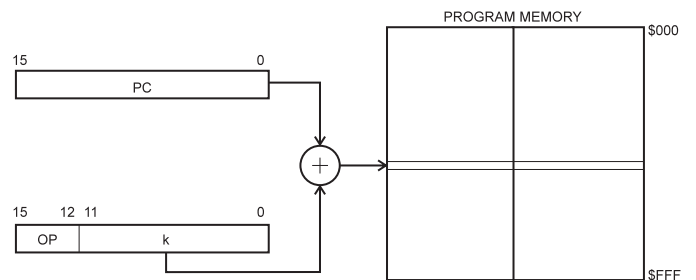 PROGRAM MEMORY
$000
15 0
PC
+
15 12 11 0
OP k
$FFF